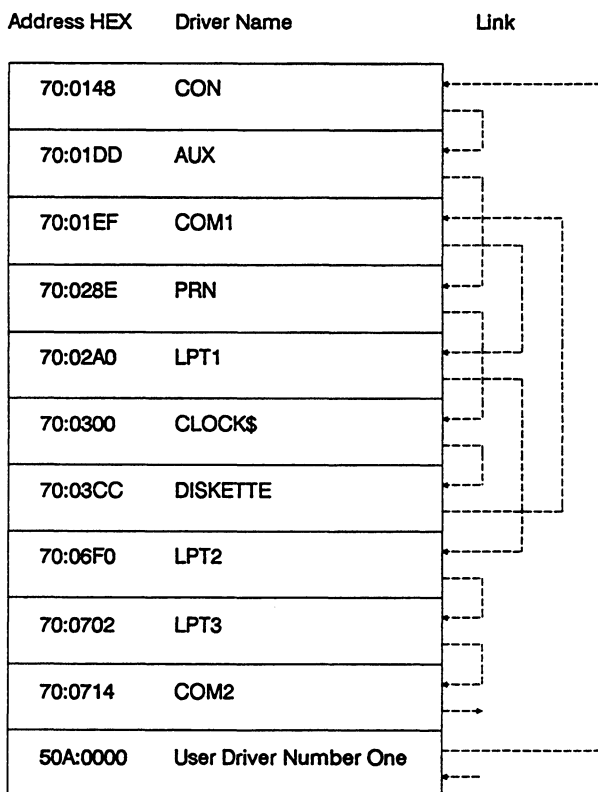 Address HEX Driver Name Link
70:0148 CON
70:01DD AUX
70:01EF COM1
70:028E PRN
70:02A0 LPT1
70:0300 CLOCK$
70:03CC DISKETTE
70:06F0 LPT2
70:0702 LPT3
70:0714 COM2
50A:0000 User Driver Number One